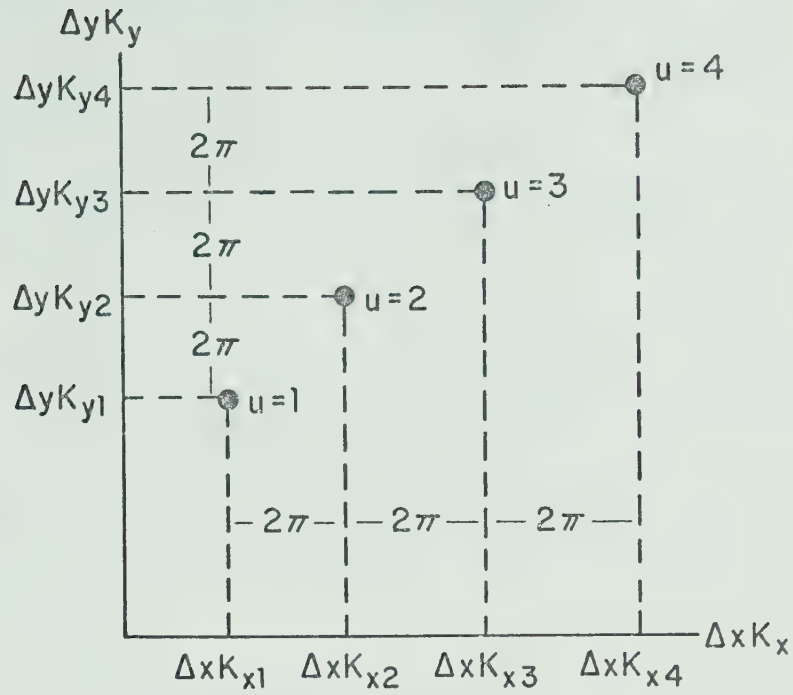 ΔyKy
ΔyKy4
u=4
2π
ΔyKy3
u=3
2π
ΔyKy2
u=2
2π
ΔyKy1
u=1
2π 2π 2π
ΔxKx
ΔxKx1 ΔxKx2 ΔxKx3 ΔxKx4